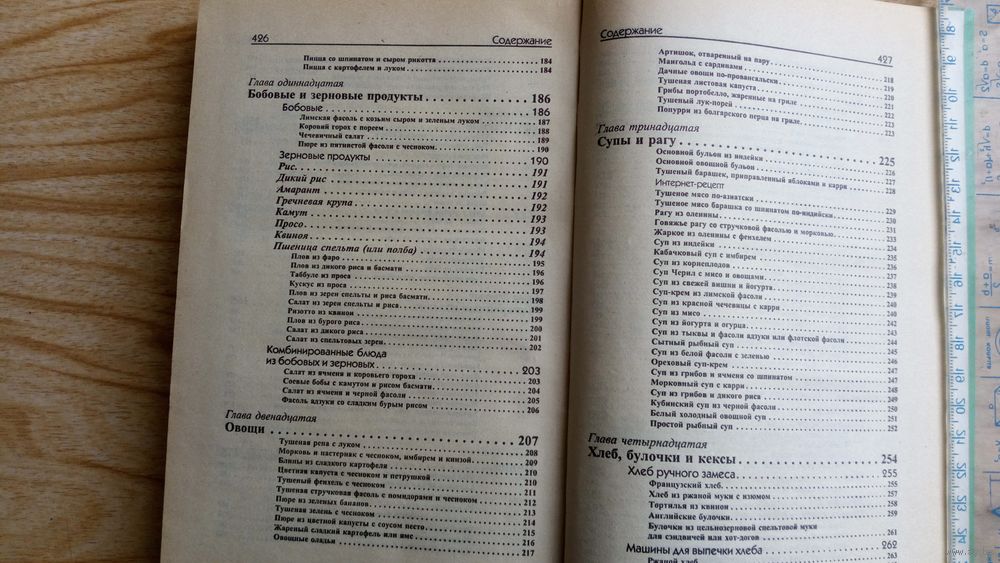 426 Содержание
Пицца со шпинатом и сыром рикотта 184
Пицца с картофелем и луком 184
Глава одиннадцатая
Бобовые и зерновые продукты 186
Бобовые 186
Лимская фасоль с козьим сыром и зеленым луком 187
Коровий горох с пореем 188
Чечевичный салат 189
Пюре из пятнистой фасоли с чесноком 190
Зерновые продукты 190
Рис 191
Дикий рис 191
Амарант 192
Гречневая крупа 192
Камут 193
Просо 193
Квиноя 194
Пшеница спельта (или полба) 194
Плов из фаро 195
Плов из дикого риса и басмати 196
Таббуле из проса 196
Кускус из проса 197
Плов из зерен спельты и риса басмати 198
Салат из зерен спельты и риса 199
Ризотто из квинои 199
Плов из бурого риса 200
Салат из дикого риса 201
Салат из спельтовых зерен 202
Комбинированные блюда
из бобовых и зерновых 203
Салат из ячменя и коровьего гороха 203
Соевые бобы с камутом и рисом басмати 204
Салат из ячменя и черной фасоли 205
Фасоль адзуки со сладким бурым рисом 206
Глава двенадцатая
Овощи 207
Тушеная репа с луком 208
Морковь и пастернак с чесноком, имбирем и кинзой 209
Блины из сладкого картофеля 210
Цветная капуста с чесноком и петрушкой 210
Тушеный фенхель с чесноком 211
Тушеная стручковая фасоль с помидорами и чесноком 212
Пюре из зеленых бананов 213
Тушеная зелень с чесноком 214
Пюре из цветной капусты с соусом песто 215
Жареный сладкий картофель или ямс 216
Овощные оладьи 217
Содержание 427
Артишок, отваренный на пару 218
Мангольд с сардинами 219
Дачные овощи по-провансальски 220
Тушеная листовая капуста 221
Грибы портобелло, жаренные на гриле 222
Тушеный лук-порей 223
Попурри из болгарского перца на гриле 223
Глава тринадцатая
Супы и рагу 225
Основной бульон из индейки 226
Основной овощной бульон 227
Тушеный барашек, приправленный яблоками и карри 228
Интернет-рецепт
Тушеное мясо по-азиатски 229
Тушеное мясо барашка со шпинатом по-индийски 230
Рагу из оленины 231
Говяжье рагу со стручковой фасолью и морковью 233
Жаркое из оленины с фенхелем 234
Суп из индейки 235
Кабачковый суп с имбирем 236
Суп из корнеплодов 237
Суп Черил с мисо и овощами 238
Суп из свежей вишни и йогурта 239
Суп-крем из лимской фасоли 240
Суп из красной чечевицы с карри 240
Суп из мисо 242
Суп из йогурта и огурца 243
Суп из тыквы и фасоли адзуки или флотской фасоли 244
Сытный рыбный суп 245
Суп из белой фасоли с зеленью 246
Ореховый суп-крем 247
Суп из грибов и ячменя со шпинатом 247
Морковный суп с карри 248
Суп из грибов и дикого риса 249
Кубинский суп из черной фасоли 250
Белый холодный овощной суп 251
Простой рыбный суп 252
Глава четырнадцатая
Хлеб, булочки и кексы 254
Хлеб ручного замеса 255
Французский хлеб 256
Хлеб из ржаной муки с изюмом 257
Тортилья из квинои 258
Английские булочки 259
Булочки из цельнозерновой спельтовой муки
для сэндвичей или хот-догов 261
Машины для выпечки хлеба 262
Ржаной хлеб 263